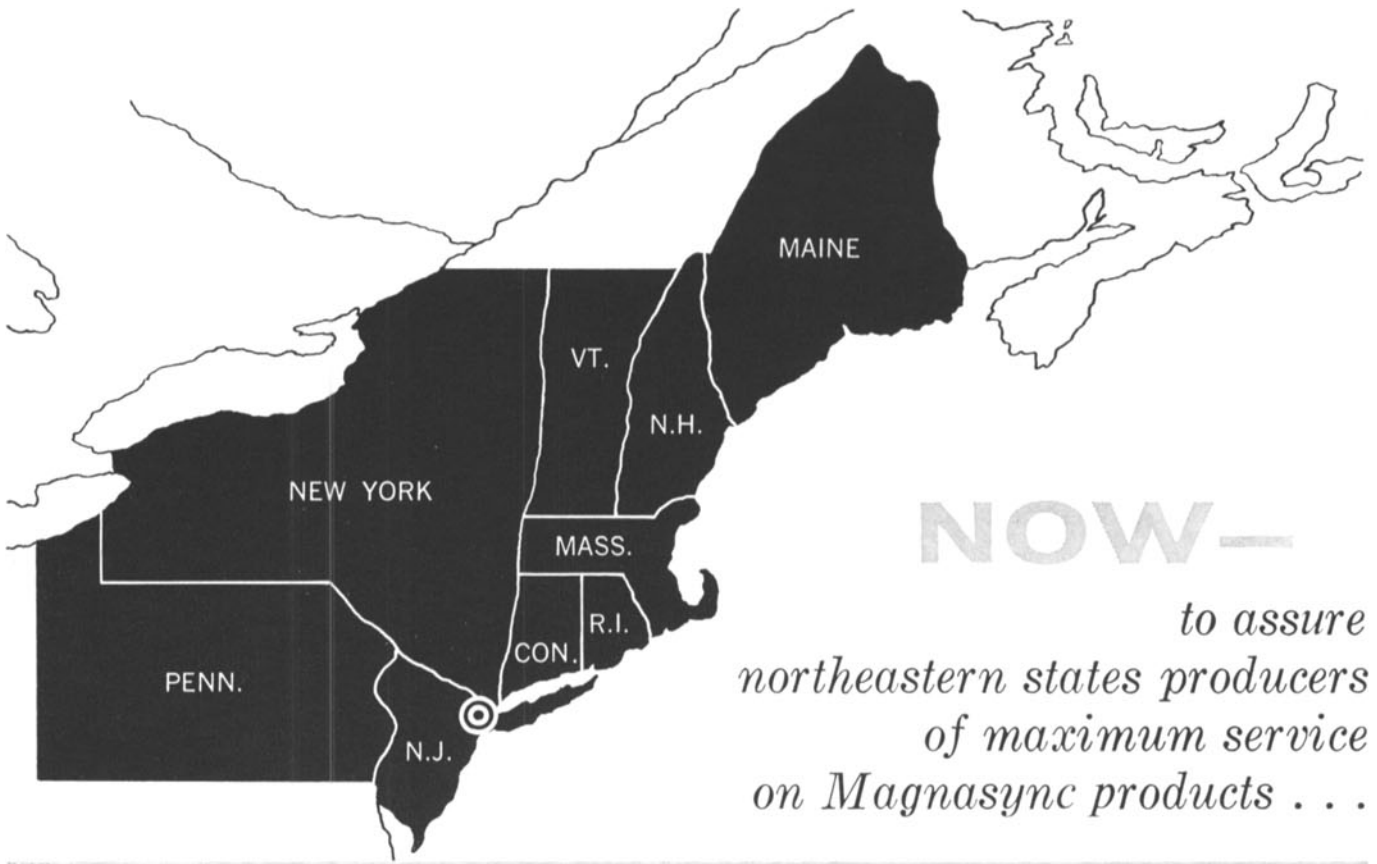 MAINE
VT.
N.H.
NEW YORK
MASS.
R.I.
CON.
PENN.
N.J.
NOW—
to assure
northeastern states producers
of maximum service
on Magnasync products . . .